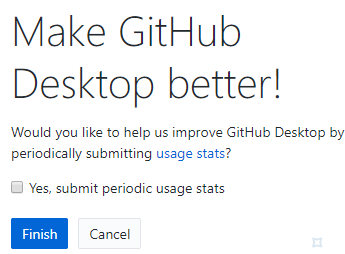 Make GitHub
Desktop better!
Would you like to help us improve GitHub Desktop by
periodically submitting usage stats?
Yes, submit periodic usage stats
Finish
Cancel